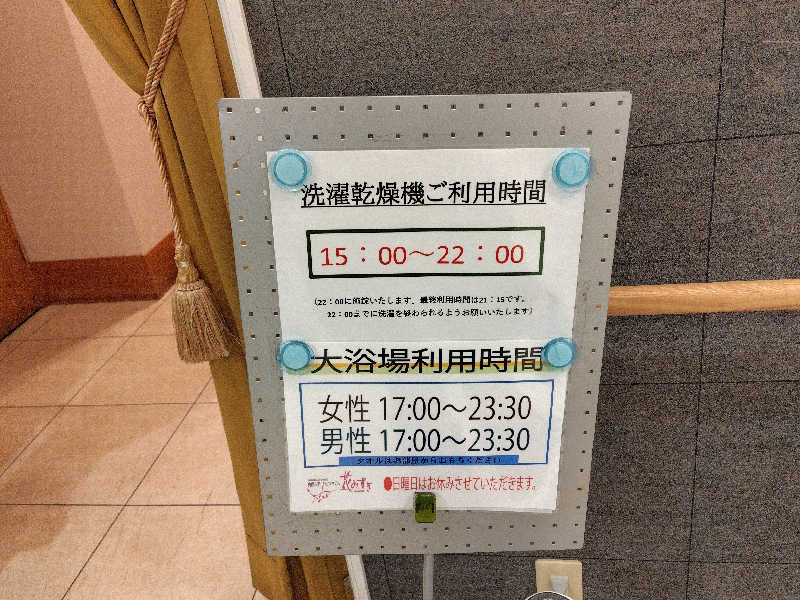 洗濯乾燥機ご利用時間
15：00～22：00
（22：00に施錠いたします。最終利用時間は21：15です。
22：00までに洗濯を終わられるようお願いいたします）
大浴場利用時間
女性 17:00～23:30
男性 17:00～23:30
タオルはお部屋からお持ちください
●日曜日はお休みさせていただきます。